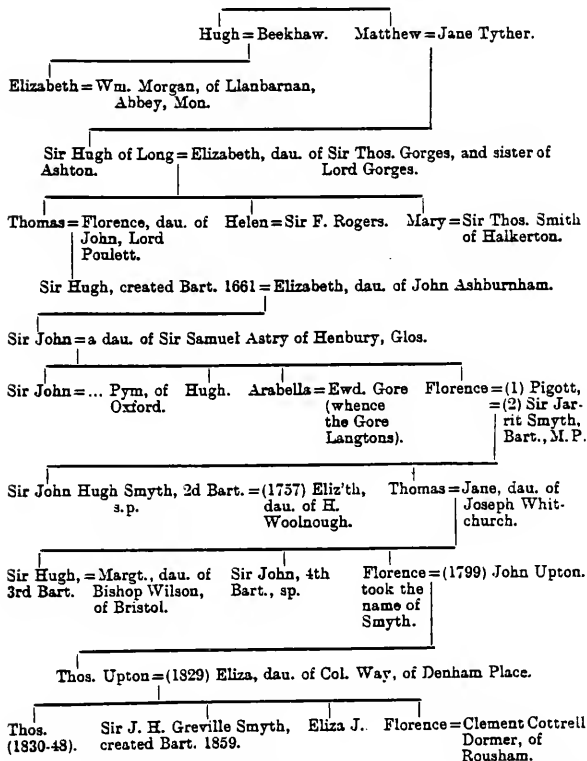 Hugh = Beekhaw. Matthew = Jane Tyther.
Elizabeth = Wm. Morgan, of Llanbarnan,
Abbey, Mon.
Sir Hugh of Long = Elizabeth, dau. of Sir Thos. Gorges, and sister of
Ashton. Lord Gorges.
Thomas = Florence, dau. of Helen = Sir F. Rogers. Mary = Sir Thos. Smith
John, Lord of Halkerton.
Poulett.
Sir Hugh, created Bart. 1661 = Elizabeth, dau. of John Ashburnham.
Sir John = a dau. of Sir Samuel Astry of Henbury, Glos.
Sir John = ... Pym, of Hugh. Arabella = Ewd. Gore Florence = (1) Pigott,
Oxford. (whence = (2) Sir Jar-
the Gore rit Smyth,
Langtons). Bart., M.P.
Sir John Hugh Smyth, 2d Bart. = (1757) Eliz'th, Thomas = Jane, dau. of
s.p. dau. of H. Joseph Whit-
Woolnough. church.
Sir Hugh, = Margt., dau. of Sir John, 4th Florence = (1799) John Upton.
3rd Bart. Bishop Wilson, Bart., sp. took the
of Bristol. name of
Smyth.
Thos. Upton = (1829) Eliza, dau. of Col. Way, of Denham Place.
Thos. Sir J. H. Greville Smyth, Eliza J. Florence = Clement Cottrell
(1830-48). created Bart. 1859. Dormer, of
Rousham.